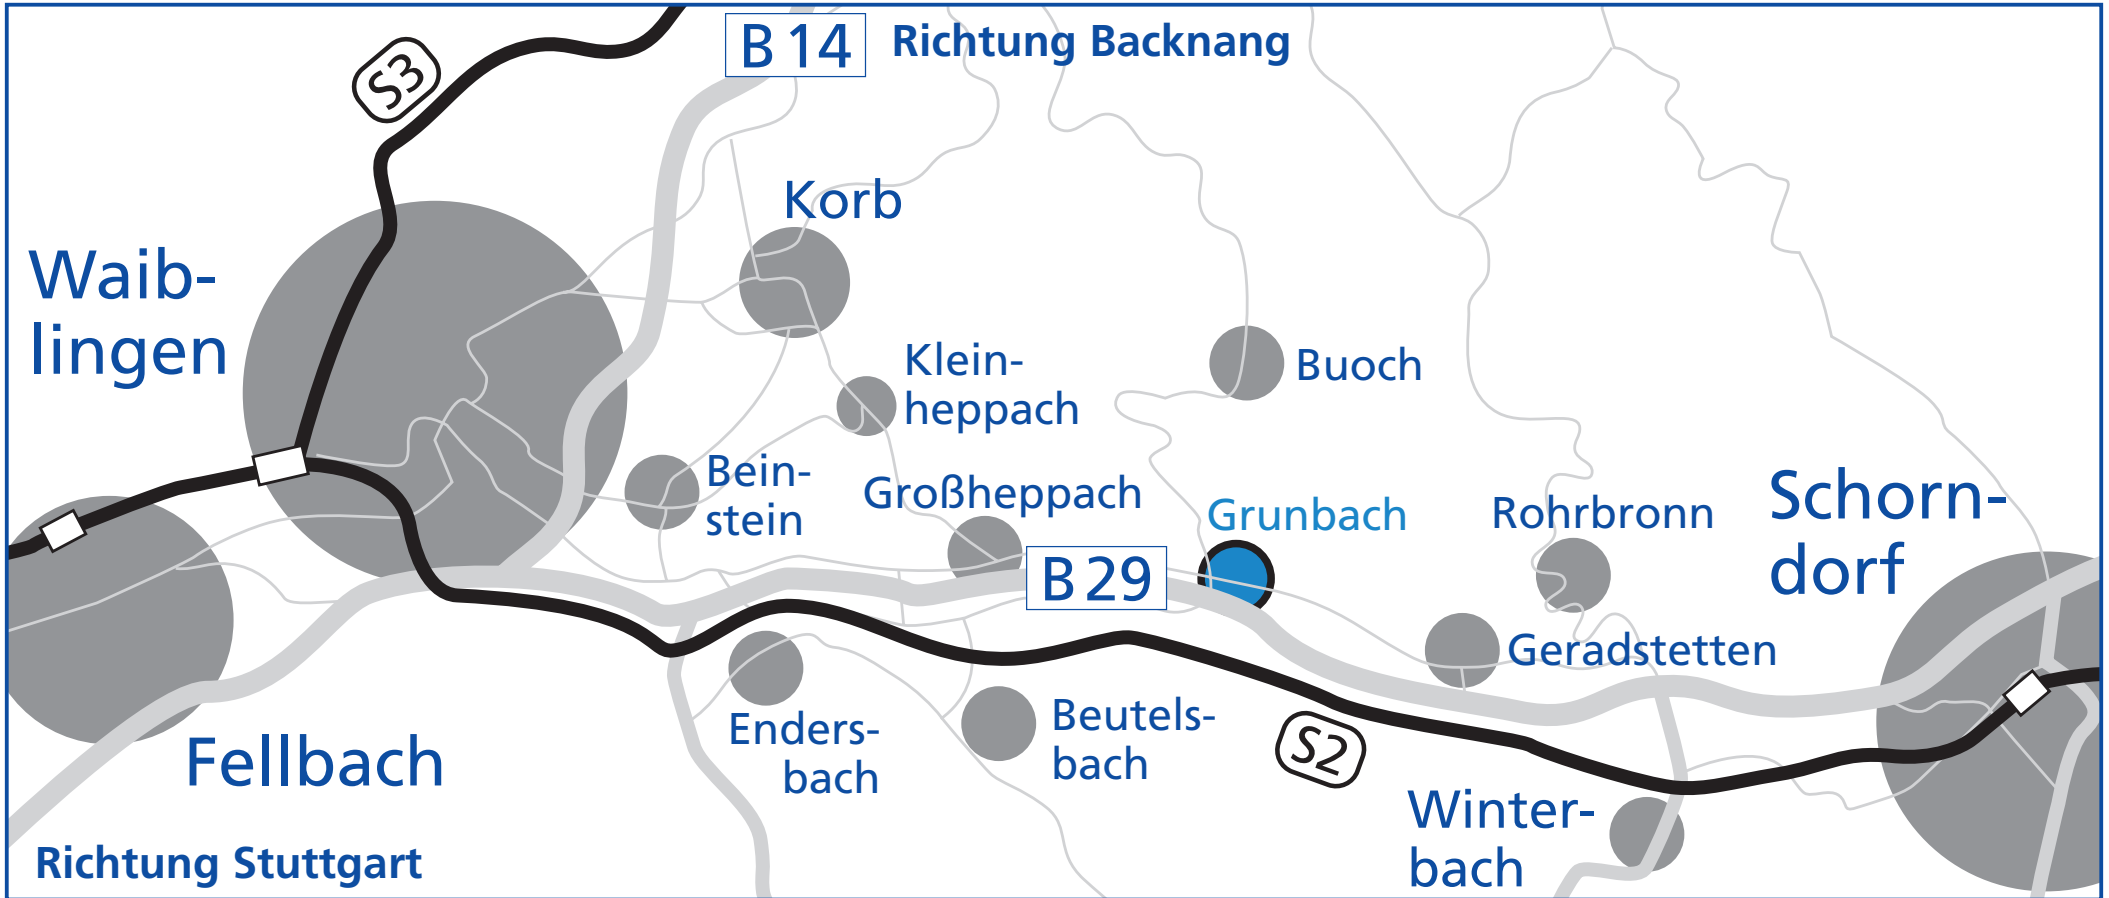 B 14
Richtung Backnang
S3
Korb
Waib-
lingen
Klein-
heppach
Buoch
Bein-
stein
Großheppach
Grunbach
Rohrbronn
Schorn-
dorf
B 29
Geradstetten
Fellbach
Enders-
bach
Beutels-
bach
S2
Winter-
bach
Richtung Stuttgart